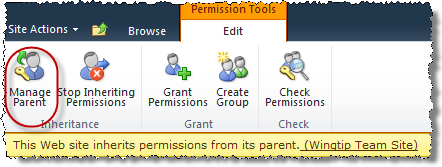 Permission Tools
Site Actions
Browse
Edit
Manage Parent
Stop Inheriting Permissions
Grant Permissions
Create Group
Check Permissions
Inheritance
Grant
Check
This Web site inherits permissions from its parent. (Wingtip Team Site)